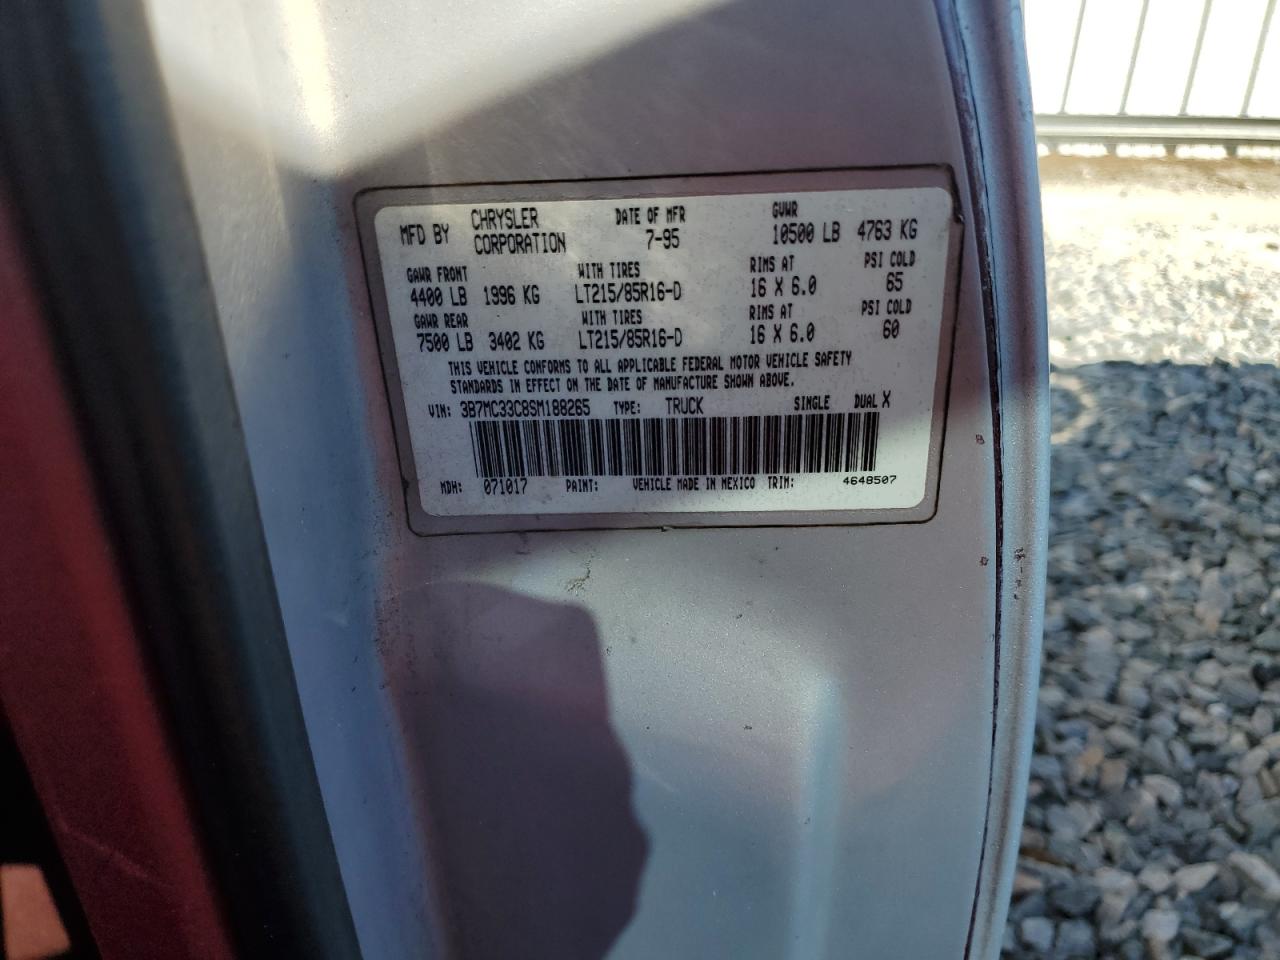 MFD BY CHRYSLER CORPORATION DATE OF MFR 7-95 GVWR 10500 LB 4763 KG
GAWR FRONT WITH TIRES RIMS AT PSI COLD
4400 LB 1996 KG LT215/85R16-D 16 X 6.0 65
GAWR REAR WITH TIRES RIMS AT PSI COLD
7500 LB 3402 KG LT215/85R16-D 16 X 6.0 60
THIS VEHICLE CONFORMS TO ALL APPLICABLE FEDERAL MOTOR VEHICLE SAFETY
STANDARDS IN EFFECT ON THE DATE OF MANUFACTURE SHOWN ABOVE.
VIN: 3B7MC33C8SM188265 TYPE: TRUCK SINGLE DUAL X
MDH: 071017 PAINT: VEHICLE MADE IN MEXICO TRIM: 4648507